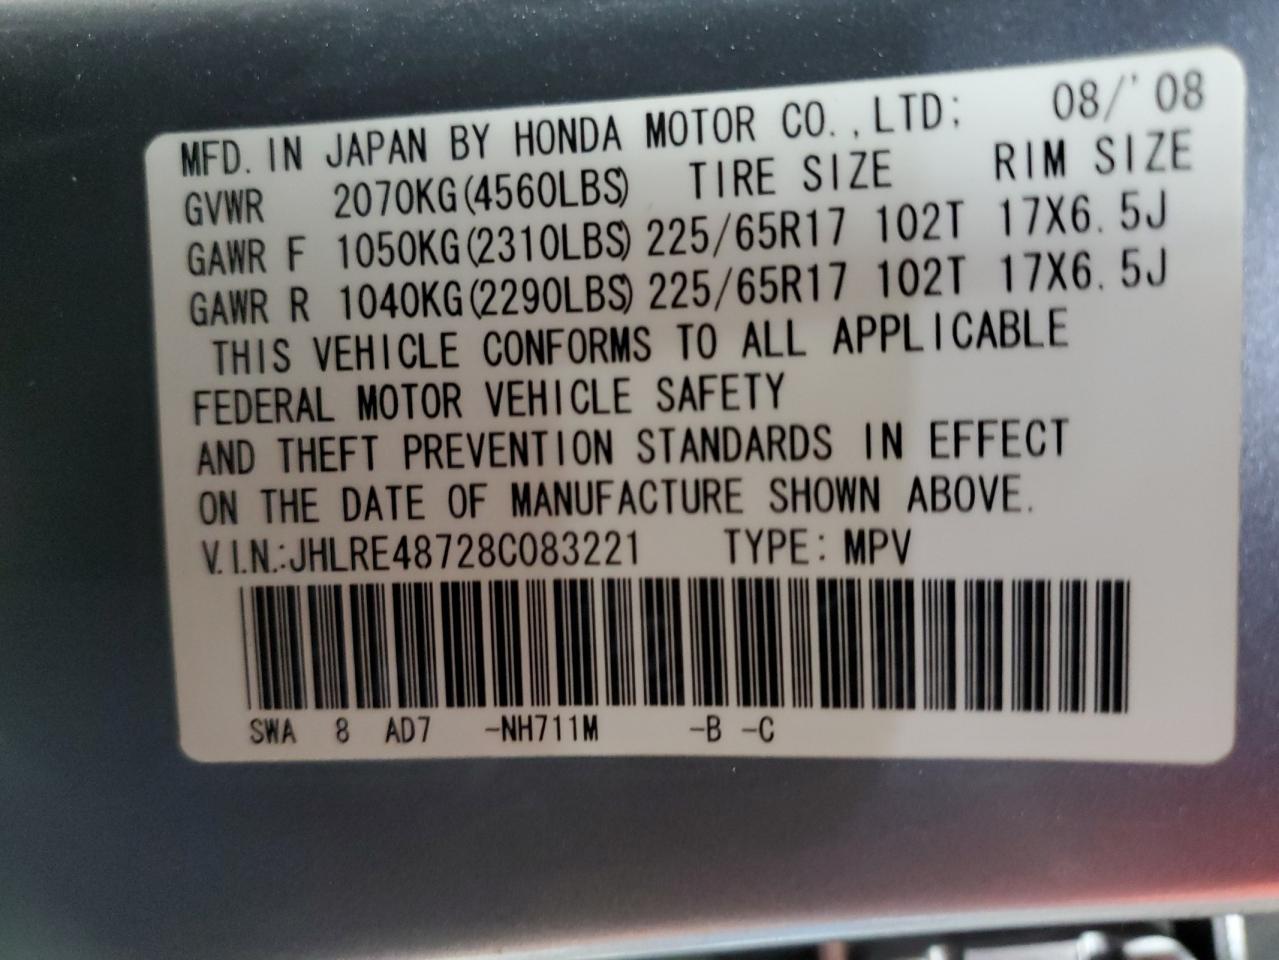 MFD. IN JAPAN BY HONDA MOTOR CO.,LTD: 08/'08
GVWR 2070KG(4560LBS) TIRE SIZE RIM SIZE
GAWR F 1050KG(2310LBS) 225/65R17 102T 17X6.5J
GAWR R 1040KG(2290LBS) 225/65R17 102T 17X6.5J
THIS VEHICLE CONFORMS TO ALL APPLICABLE
FEDERAL MOTOR VEHICLE SAFETY
AND THEFT PREVENTION STANDARDS IN EFFECT
ON THE DATE OF MANUFACTURE SHOWN ABOVE.
V.I.N.:JHLRE48728C083221 TYPE: MPV
SWA 8 AD7 -NH711M -B -C